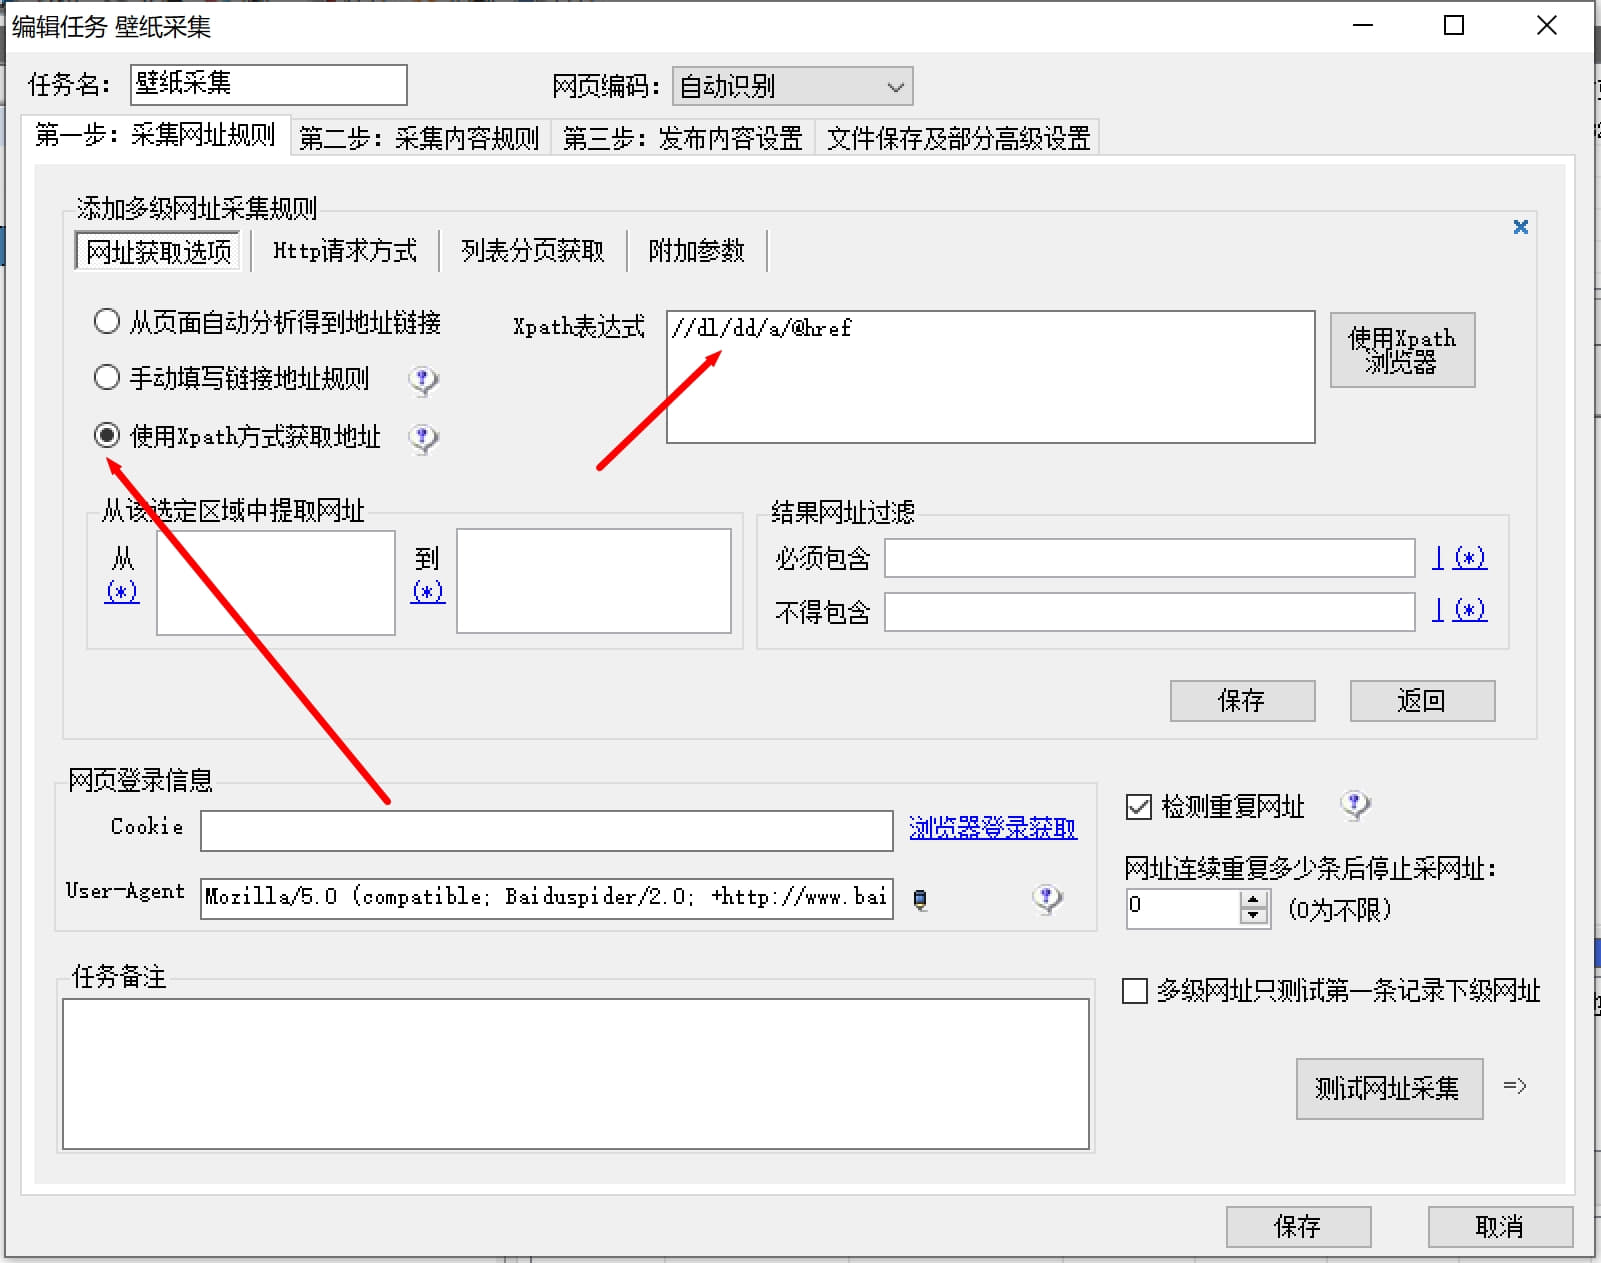 编辑任务 壁纸采集
任务名: 壁纸采集 网页编码: 自动识别
第一步: 采集网址规则 第二步: 采集内容规则 第三步: 发布内容设置 文件保存及部分高级设置
添加多级网址采集规则
网址获取选项 Http请求方式 列表分页获取 附加参数
从页面自动分析得到地址链接
手动填写链接地址规则
使用Xpath方式获取地址
Xpath表达式 //dl/dd/a/@href
使用Xpath
浏览器
从该选定区域中提取网址
从 到
(*) (*)
结果网址过滤
必须包含 | (*)
不得包含 | (*)
保存 返回
网页登录信息
Cookie 浏览器登录获取
User-Agent Mozilla/5.0 (compatible; Baiduspider/2.0; +http://www.bai
检测重复网址
网址连续重复多少条后停止采网址:
0 (0为不限)
任务备注
多级网址只测试第一条记录下级网址
测试网址采集 =>
保存 取消